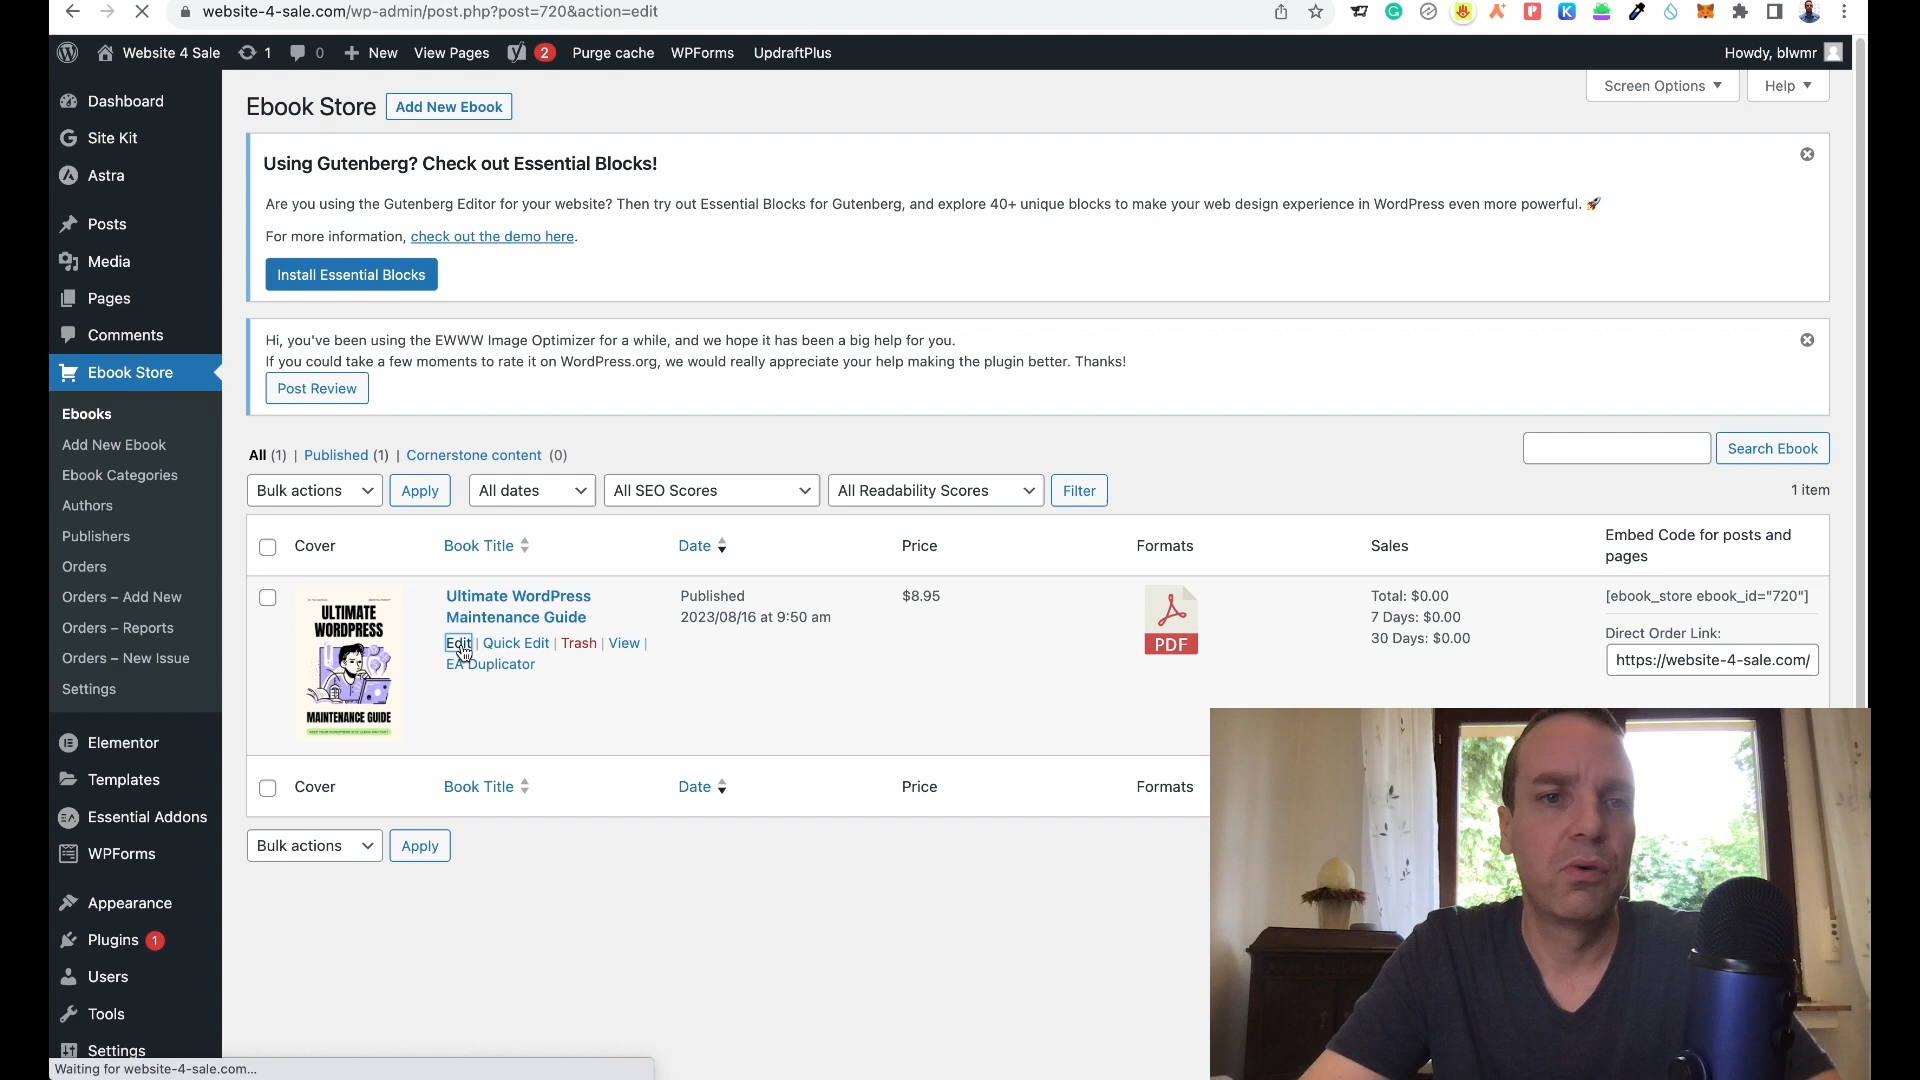 website-4-sale.com/wp-admin/post.php?post=720&action=edit
Website 4 Sale 1 0 New View Pages 2 Purge cache WPForms UpdraftPlus Howdy, blwmr
Screen Options Help
Dashboard
Site Kit
Astra
Posts
Media
Pages
Comments
Ebook Store
Ebooks
Add New Ebook
Ebook Categories
Authors
Publishers
Orders
Orders – Add New
Orders – Reports
Orders – New Issue
Settings
Elementor
Templates
Essential Addons
WPForms
Appearance
Plugins 1
Users
Tools
Settings
Ebook Store Add New Ebook
Using Gutenberg? Check out Essential Blocks!
Are you using the Gutenberg Editor for your website? Then try out Essential Blocks for Gutenberg, and explore 40+ unique blocks to make your web design experience in WordPress even more powerful. 🚀
For more information, check out the demo here.
Install Essential Blocks
Hi, you've been using the EWWW Image Optimizer for a while, and we hope it has been a big help for you.
If you could take a few moments to rate it on WordPress.org, we would really appreciate your help making the plugin better. Thanks!
Post Review
All (1) | Published (1) | Cornerstone content (0)
Search Ebook
Bulk actions Apply All dates All SEO Scores All Readability Scores Filter 1 item
Cover Book Title Date Price Formats Sales Embed Code for posts and
pages
ULTIMATE
WORDPRESS
MAINTENANCE GUIDE
Ultimate WordPress
Maintenance Guide
Edit | Quick Edit | Trash | View |
EA Duplicator
Published
2023/08/16 at 9:50 am
$8.95
PDF
Total: $0.00
7 Days: $0.00
30 Days: $0.00
[ebook_store ebook_id="720"]
Direct Order Link:
https://website-4-sale.com/
Cover Book Title Date Price Formats
Bulk actions Apply
Waiting for website-4-sale.com...